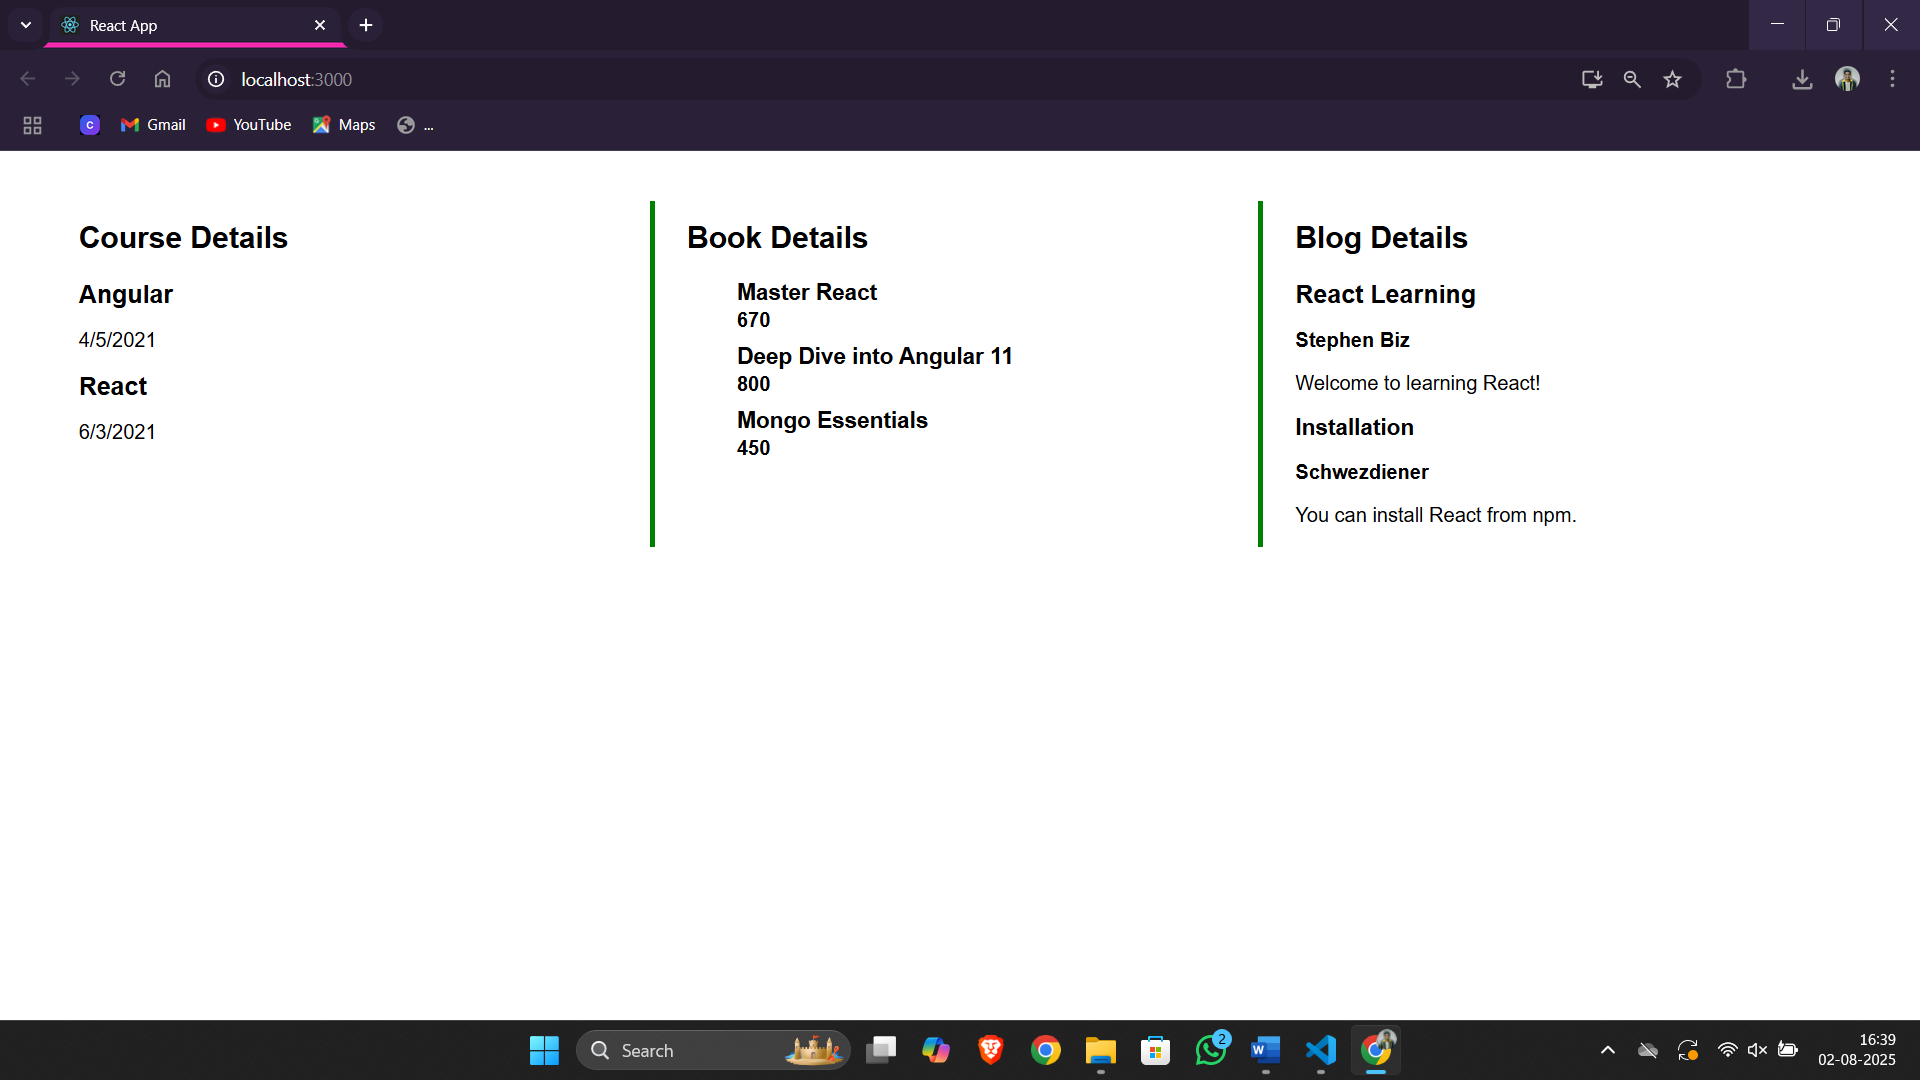 React App
localhost:3000
C
Gmail
YouTube
Maps
...
Course Details
Angular
4/5/2021
React
6/3/2021
Book Details
Master React
670
Deep Dive into Angular 11
800
Mongo Essentials
450
Blog Details
React Learning
Stephen Biz
Welcome to learning React!
Installation
Schwezdiener
You can install React from npm.
Search
2
W
16:39
02-08-2025